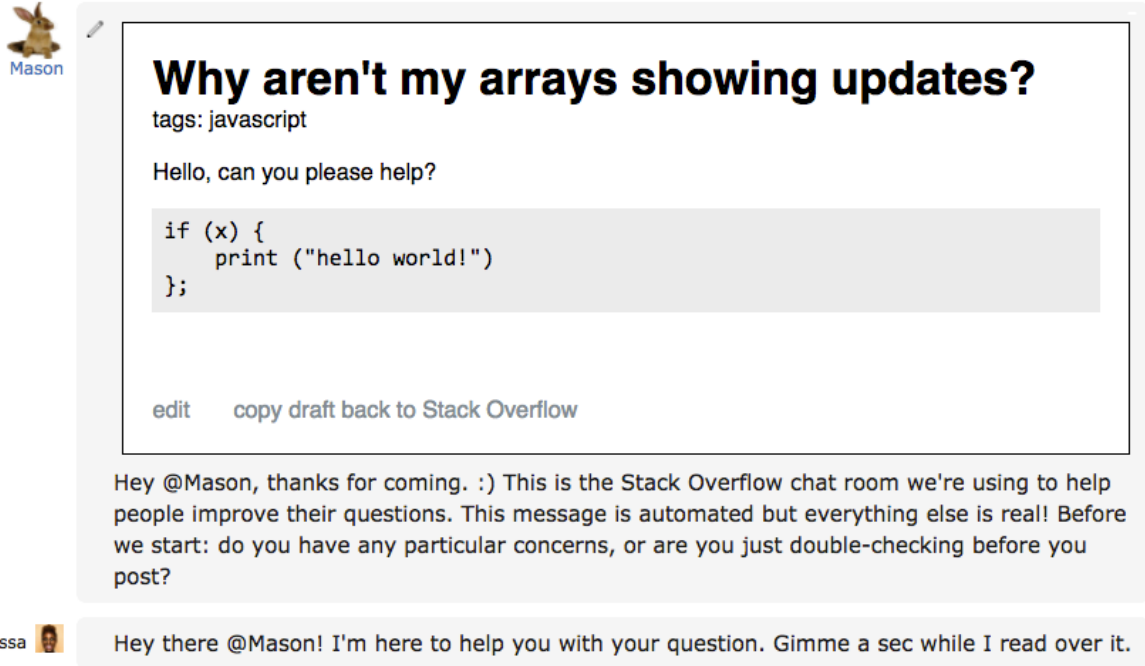 Mason
Why aren't my arrays showing updates?
tags: javascript
Hello, can you please help?
if (x) {
    print ("hello world!")
};
edit copy draft back to Stack Overflow
Hey @Mason, thanks for coming. :) This is the Stack Overflow chat room we're using to help
people improve their questions. This message is automated but everything else is real! Before
we start: do you have any particular concerns, or are you just double-checking before you
post?
ssa Hey there @Mason! I'm here to help you with your question. Gimme a sec while I read over it.